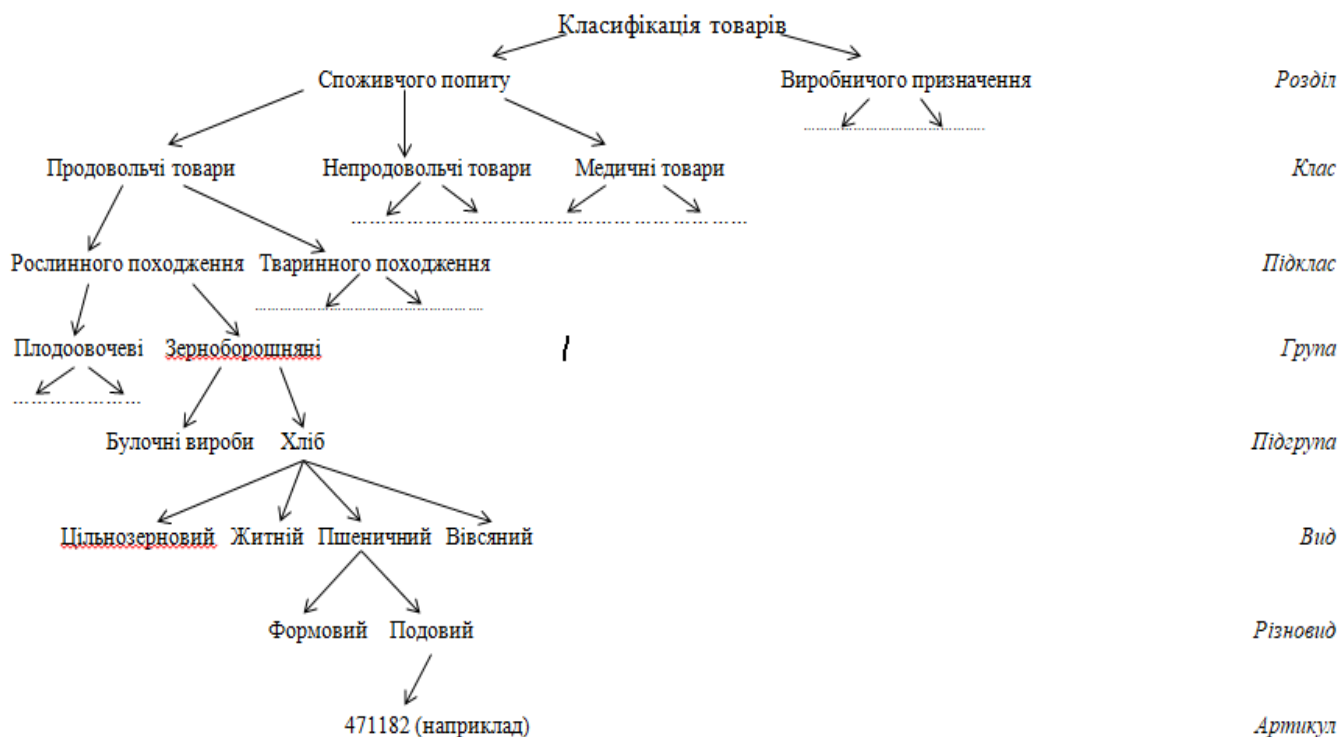 Класифікація товарів
Споживчого попиту Виробничого призначення Розділ
Продовольчі товари Непродовольчі товари Медичні товари Клас
Рослинного походження Тваринного походження Підклас
Плодоовочеві Зерноборошняні Група
Булочні вироби Хліб Підгрупа
Цільнозерновий Житній Пшеничний Вівсяний Вид
Формовий Подовий Різновид
471182 (наприклад) Артикул